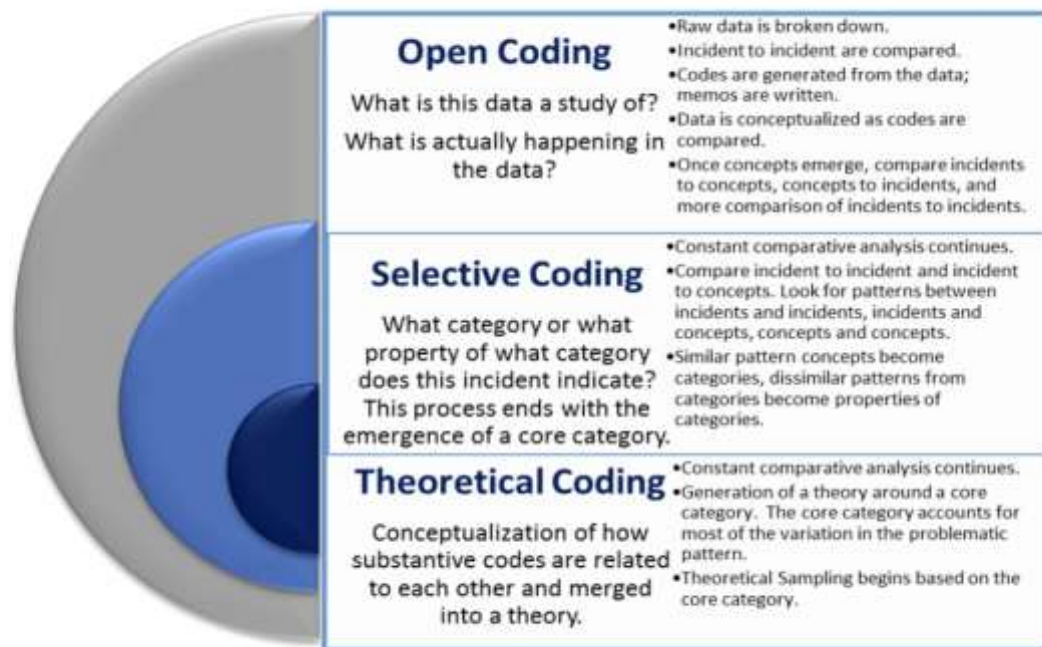 Open Coding
What is this data a study of?
What is actually happening in
the data?
•Raw data is broken down.
•Incident to incident are compared.
•Codes are generated from the data;
memos are written.
•Data is conceptualized as codes are
compared.
•Once concepts emerge, compare incidents
to concepts, concepts to incidents, and
more comparison of incidents to incidents.
Selective Coding
What category or what
property of what category
does this incident indicate?
This process ends with the
emergence of a core category.
•Constant comparative analysis continues.
•Compare incident to incident and incident
to concepts. Look for patterns between
incidents and incidents, incidents and
concepts, concepts and concepts.
•Similar pattern concepts become
categories, dissimilar patterns from
categories become properties of
categories.
Theoretical Coding
Conceptualization of how
substantive codes are related
to each other and merged
into a theory.
•Constant comparative analysis continues.
•Generation of a theory around a core
category. The core category accounts for
most of the variation in the problematic
pattern.
•Theoretical Sampling begins based on the
core category.